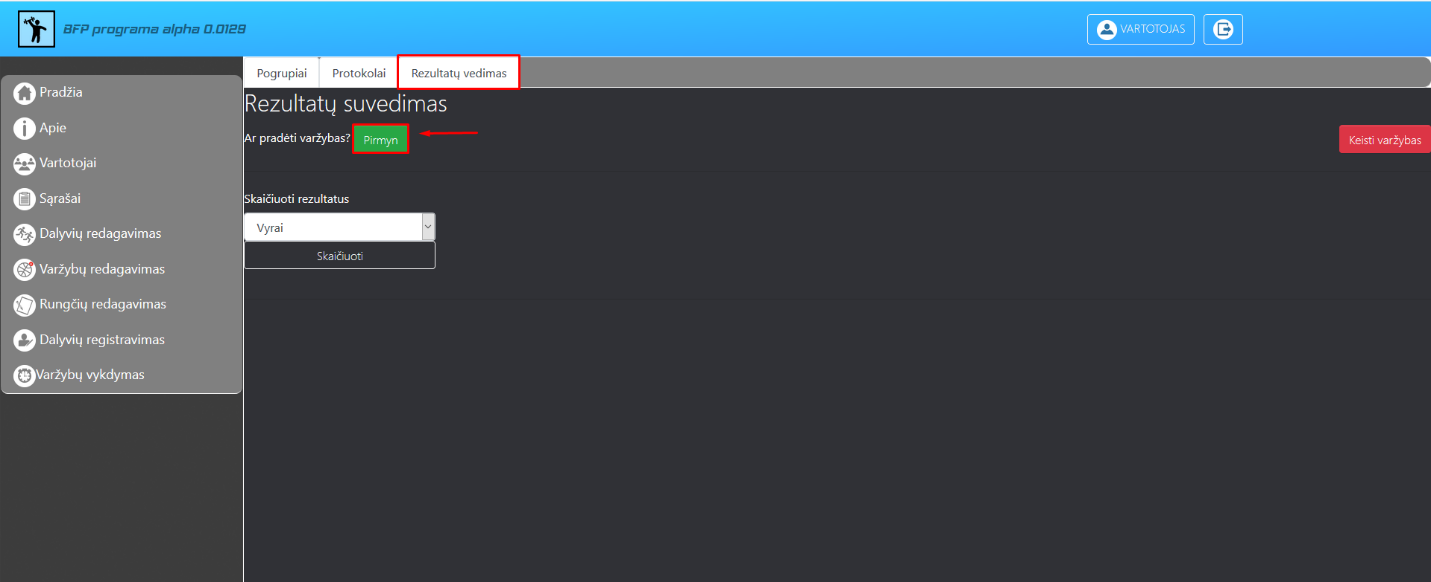 BFP programa alpha 0.0129
VARTOTOJAS
Pradžia
Apie
Vartotojai
Sąrašai
Dalyvių redagavimas
Varžybų redagavimas
Rungčių redagavimas
Dalyvių registravimas
Varžybų vykdymas
Pogrupiai
Protokolai
Rezultatų vedimas
Rezultatų suvedimas
Ar pradėti varžybas? Pirmyn
Keisti varžybas
Skaičiuoti rezultatus
Vyrai
Skaičiuoti